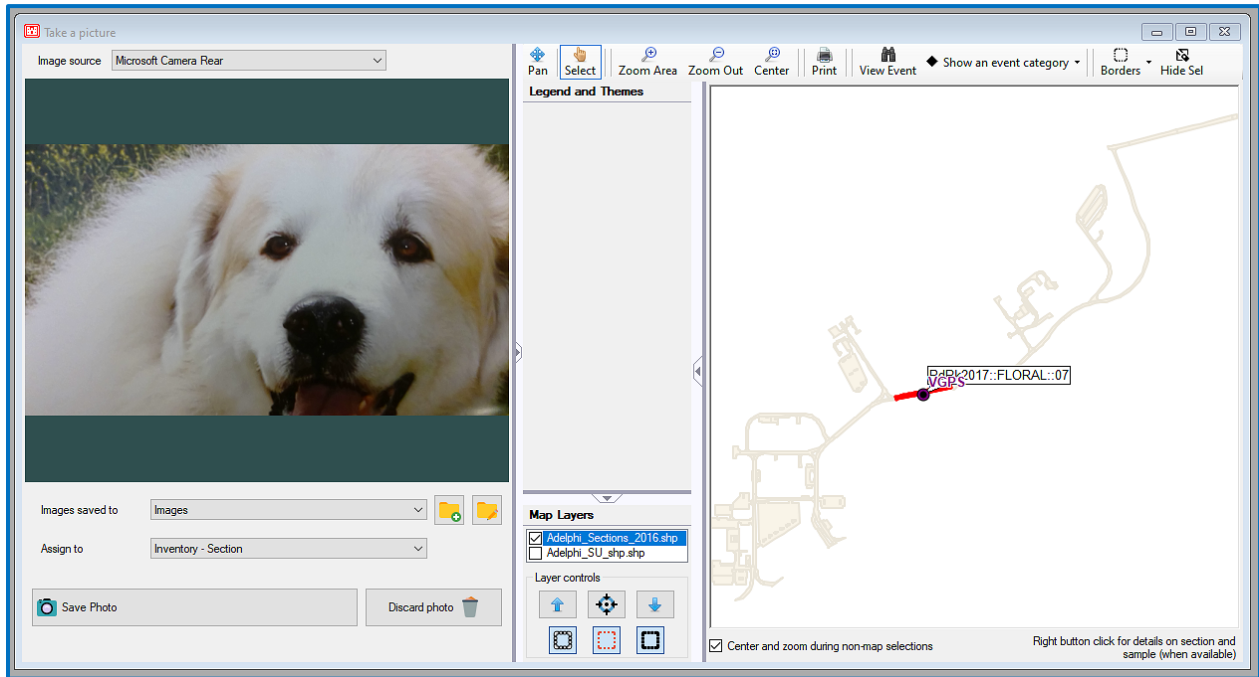 Take a picture
Image source Microsoft Camera Rear
Images saved to Images
Assign to Inventory - Section
Save Photo Discard photo
Pan Select Zoom Area Zoom Out Center Print View Event Show an event category Borders Hide Sel
Legend and Themes
Map Layers
Adelphi_Sections_2016.shp
Adelphi_SU_shp.shp
Layer controls
RdPk2017::FLORAL::07
VGPS
Center and zoom during non-map selections
Right button click for details on section and
sample (when available)